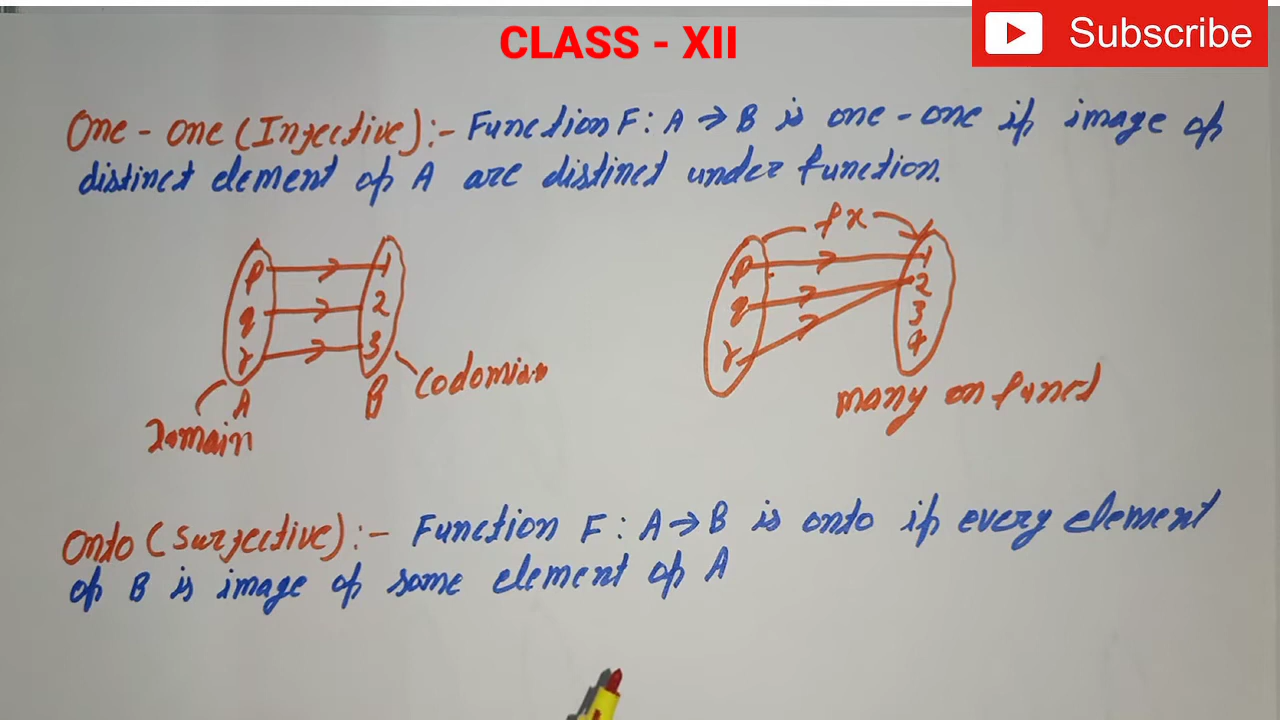 CLASS - XII
Subscribe
One - one (Injective) :- Function F : A → B is one - one if image of
distinct element of A are distinct under function.
f x
p 1
q 2
r 3
A B
Domain
Codomian
p 1
q 2
r 3
4
many on funct
Onto (Surjective) :- Function F : A → B is onto if every element
of B is image of some element of A